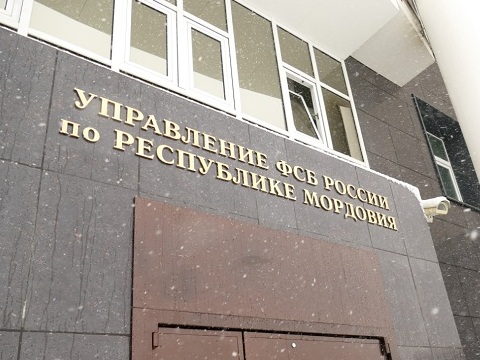 УПРАВЛЕНИЕ ФСБ РОССИИ
по РЕСПУБЛИКЕ МОРДОВИЯ